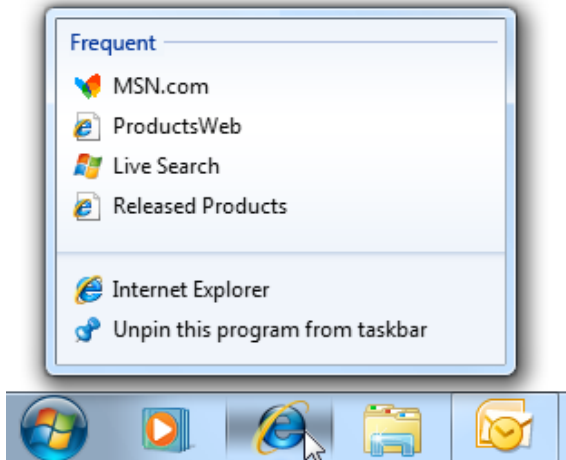 Frequent
MSN.com
ProductsWeb
Live Search
Released Products
Internet Explorer
Unpin this program from taskbar